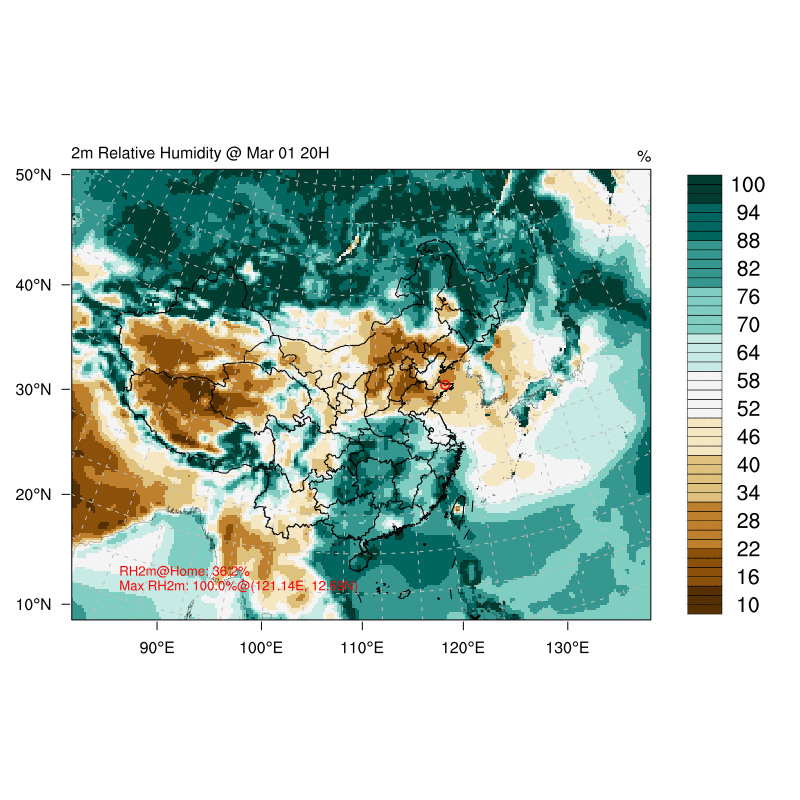 2m Relative Humidity @ Mar 01 20H
%
50°N
40°N
30°N
20°N
10°N
90°E
100°E
110°E
120°E
130°E
100
94
88
82
76
70
64
58
52
46
40
34
28
22
16
10
RH2m@Home: 36.2%
Max RH2m: 100.0%@(121.14E,